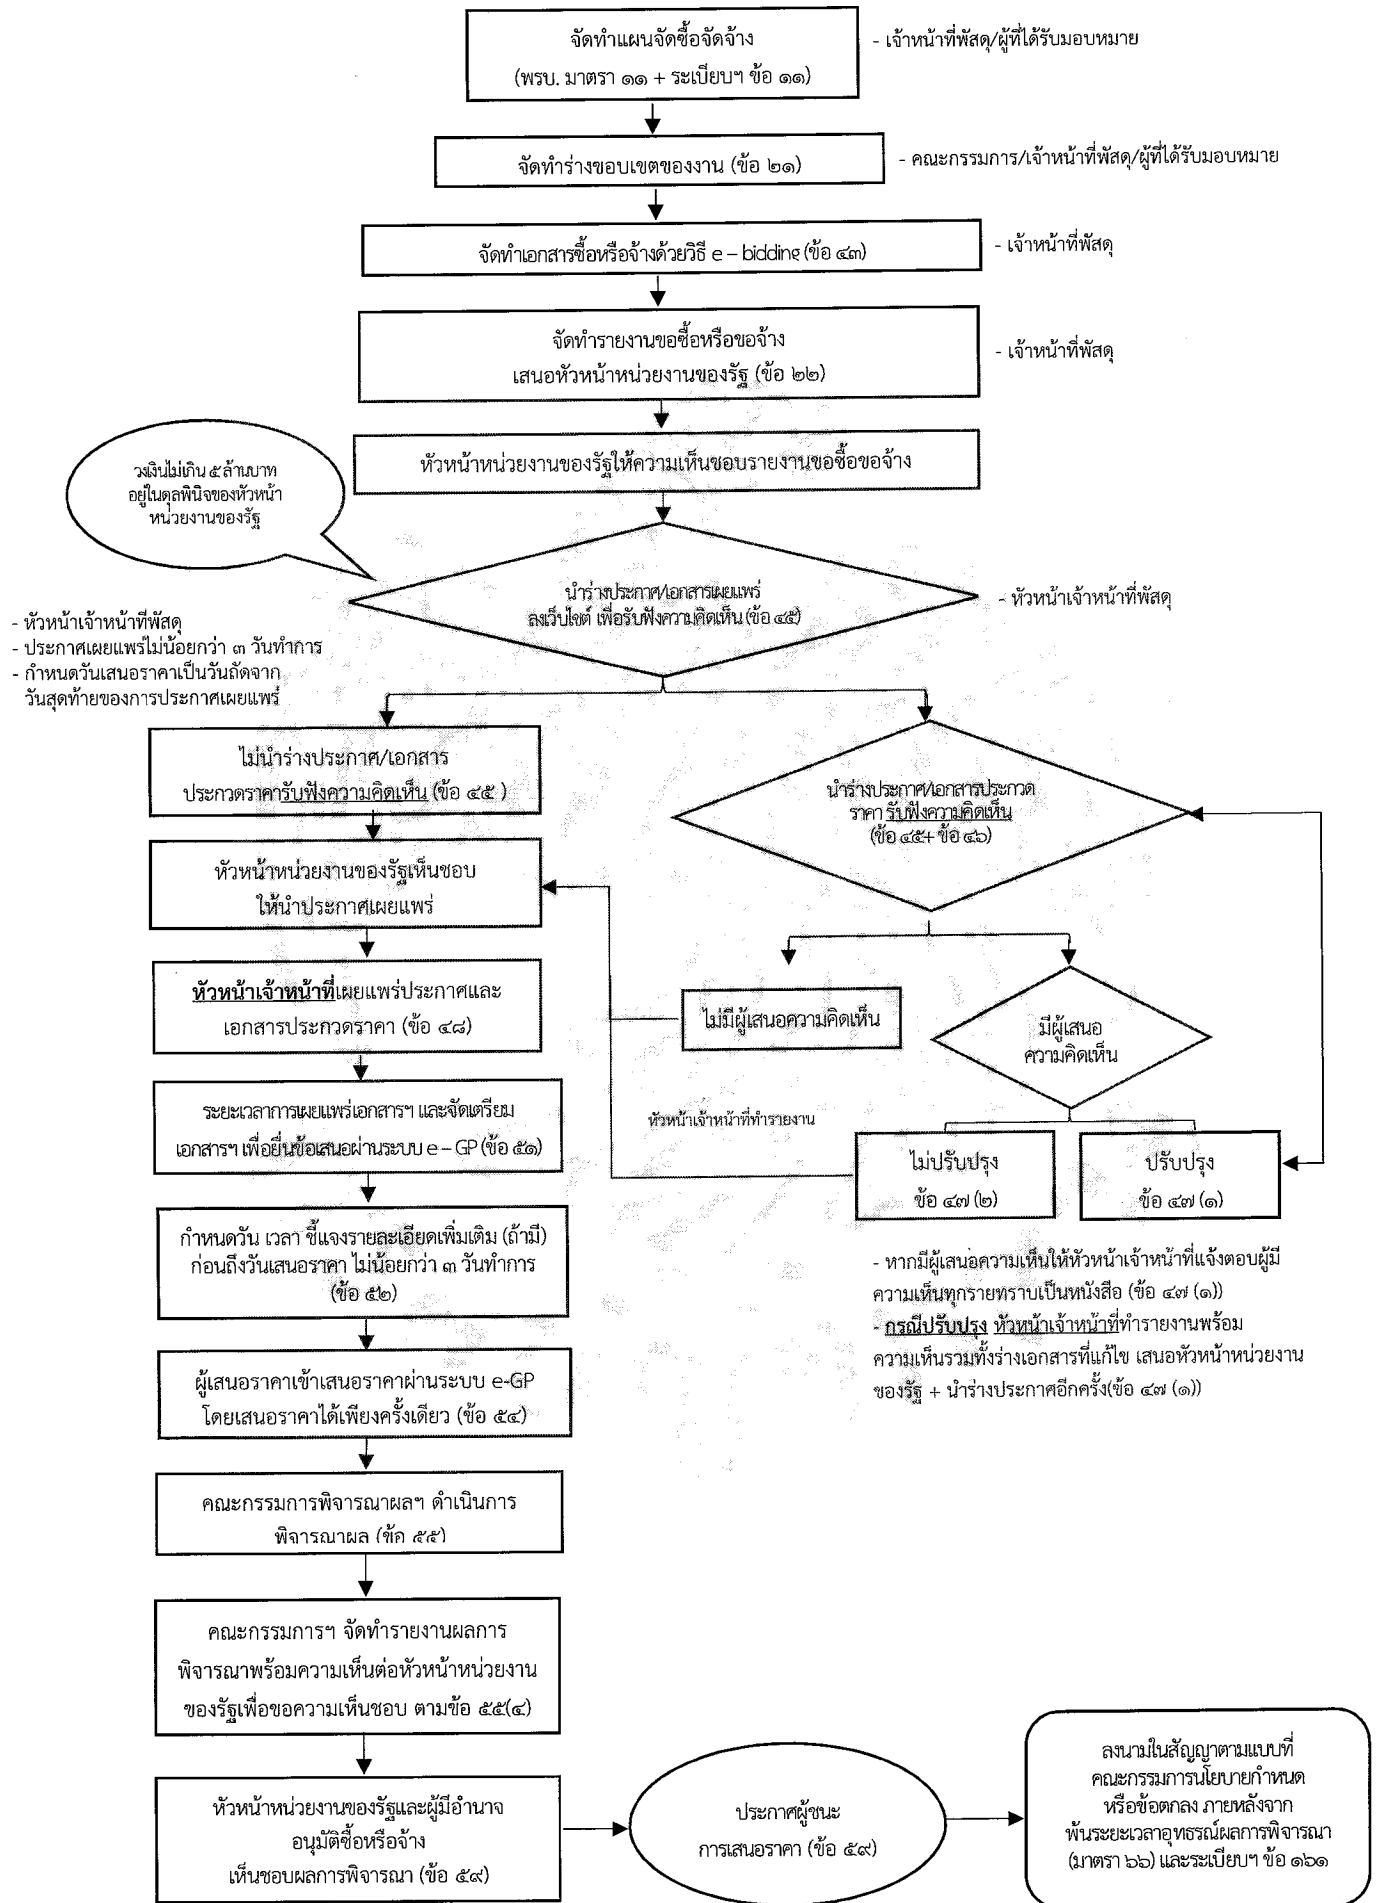 จัดทำแผนจัดซื้อจัดจ้าง
(พรบ. มาตรา ๑๑ + ระเบียบฯ ข้อ ๑๑)
- เจ้าหน้าที่พัสดุ/ผู้ที่ได้รับมอบหมาย
จัดทำร่างขอบเขตของงาน (ข้อ ๒๑)
- คณะกรรมการ/เจ้าหน้าที่พัสดุ/ผู้ที่ได้รับมอบหมาย
จัดทำเอกสารซื้อหรือจ้างด้วยวิธี e – bidding (ข้อ ๔๓)
- เจ้าหน้าที่พัสดุ
จัดทำรายงานขอซื้อหรือขอจ้าง
เสนอหัวหน้าหน่วยงานของรัฐ (ข้อ ๒๒)
- เจ้าหน้าที่พัสดุ
หัวหน้าหน่วยงานของรัฐให้ความเห็นชอบรายงานขอซื้อขอจ้าง
วงเงินไม่เกิน ๕ ล้านบาท
อยู่ในดุลพินิจของหัวหน้า
หน่วยงานของรัฐ
นำร่างประกาศ/เอกสารเผยแพร่
ลงเว็บไซต์ เพื่อรับฟังความคิดเห็น (ข้อ ๔๕)
- หัวหน้าเจ้าหน้าที่พัสดุ
- หัวหน้าเจ้าหน้าที่พัสดุ
- ประกาศเผยแพร่ไม่น้อยกว่า ๓ วันทำการ
- กำหนดวันเสนอราคาเป็นวันถัดจาก
วันสุดท้ายของการประกาศเผยแพร่
ไม่นำร่างประกาศ/เอกสาร
ประกวดราคารับฟังความคิดเห็น (ข้อ ๔๕ )
นำร่างประกาศ/เอกสารประกวด
ราคา รับฟังความคิดเห็น
(ข้อ ๔๕+ ข้อ ๔๖)
หัวหน้าหน่วยงานของรัฐเห็นชอบ
ให้นำประกาศเผยแพร่
หัวหน้าเจ้าหน้าที่เผยแพร่ประกาศและ
เอกสารประกวดราคา (ข้อ ๔๘)
ไม่มีผู้เสนอความคิดเห็น
มีผู้เสนอ
ความคิดเห็น
ระยะเวลาการเผยแพร่เอกสารฯ และจัดเตรียม
เอกสารฯ เพื่อยื่นข้อเสนอผ่านระบบ e – GP (ข้อ ๕๑)
หัวหน้าเจ้าหน้าที่ทำรายงาน
ไม่ปรับปรุง
ข้อ ๔๗ (๒)
ปรับปรุง
ข้อ ๔๗ (๑)
กำหนดวัน เวลา ชี้แจงรายละเอียดเพิ่มเติม (ถ้ามี)
ก่อนถึงวันเสนอราคา ไม่น้อยกว่า ๓ วันทำการ
(ข้อ ๕๒)
- หากมีผู้เสนอความเห็นให้หัวหน้าเจ้าหน้าที่แจ้งตอบผู้มี
ความเห็นทุกรายทราบเป็นหนังสือ (ข้อ ๔๗ (๑))
- กรณีปรับปรุง หัวหน้าเจ้าหน้าที่ทำรายงานพร้อม
ความเห็นรวมทั้งร่างเอกสารที่แก้ไข เสนอหัวหน้าหน่วยงาน
ของรัฐ + นำร่างประกาศอีกครั้ง(ข้อ ๔๗ (๑))
ผู้เสนอราคาเข้าเสนอราคาผ่านระบบ e-GP
โดยเสนอราคาได้เพียงครั้งเดียว (ข้อ ๕๔)
คณะกรรมการพิจารณาผลฯ ดำเนินการ
พิจารณาผล (ข้อ ๕๕)
คณะกรรมการฯ จัดทำรายงานผลการ
พิจารณาพร้อมความเห็นต่อหัวหน้าหน่วยงาน
ของรัฐเพื่อขอความเห็นชอบ ตามข้อ ๕๕(๔)
หัวหน้าหน่วยงานของรัฐและผู้มีอำนาจ
อนุมัติซื้อหรือจ้าง
เห็นชอบผลการพิจารณา (ข้อ ๕๙)
ประกาศผู้ชนะ
การเสนอราคา (ข้อ ๕๙)
ลงนามในสัญญาตามแบบที่
คณะกรรมการนโยบายกำหนด
หรือข้อตกลง ภายหลังจาก
พ้นระยะเวลาอุทธรณ์ผลการพิจารณา
(มาตรา ๖๖) และระเบียบฯ ข้อ ๑๖๑